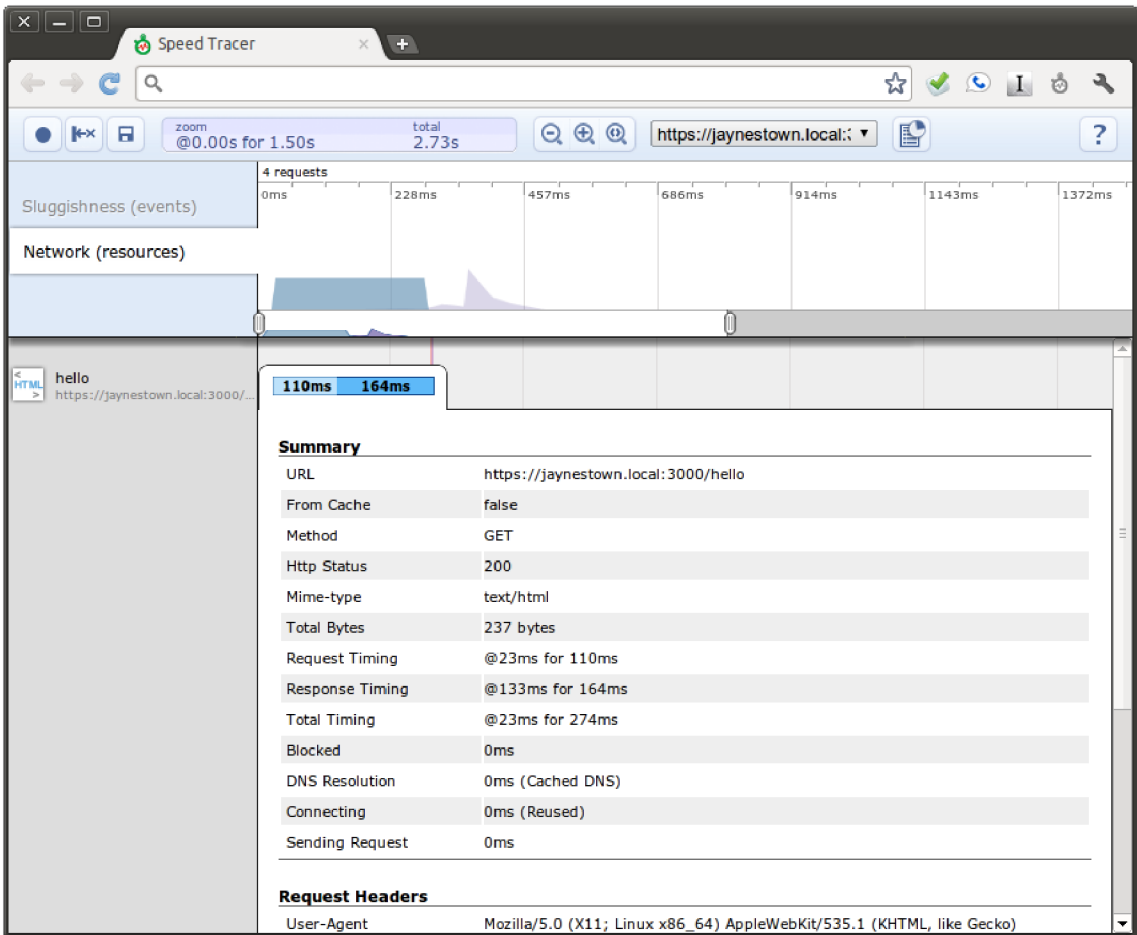 Speed Tracer
zoom
@0.00s for 1.50s
total
2.73s
https://jaynestown.local:3
?
4 requests
0ms 228ms 457ms 686ms 914ms 1143ms 1372ms
Sluggishness (events)
Network (resources)
HTML
hello
https://jaynestown.local:3000/...
110ms 164ms
Summary
URL https://jaynestown.local:3000/hello
From Cache false
Method GET
Http Status 200
Mime-type text/html
Total Bytes 237 bytes
Request Timing @23ms for 110ms
Response Timing @133ms for 164ms
Total Timing @23ms for 274ms
Blocked 0ms
DNS Resolution 0ms (Cached DNS)
Connecting 0ms (Reused)
Sending Request 0ms
Request Headers
User-Agent Mozilla/5.0 (X11; Linux x86_64) AppleWebKit/535.1 (KHTML, like Gecko)